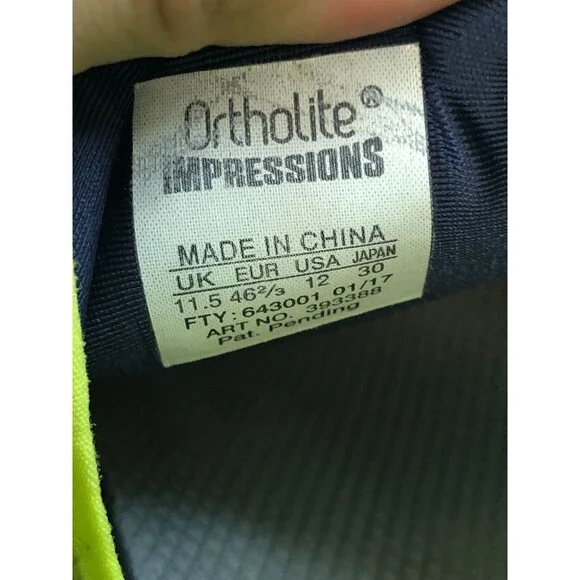 Ortholite®
IMPRESSIONS
MADE IN CHINA
UK EUR USA JAPAN
11.5 46²/₃ 12 30
FTY: 643001 01/17
ART NO. 393388
Pat. Pending